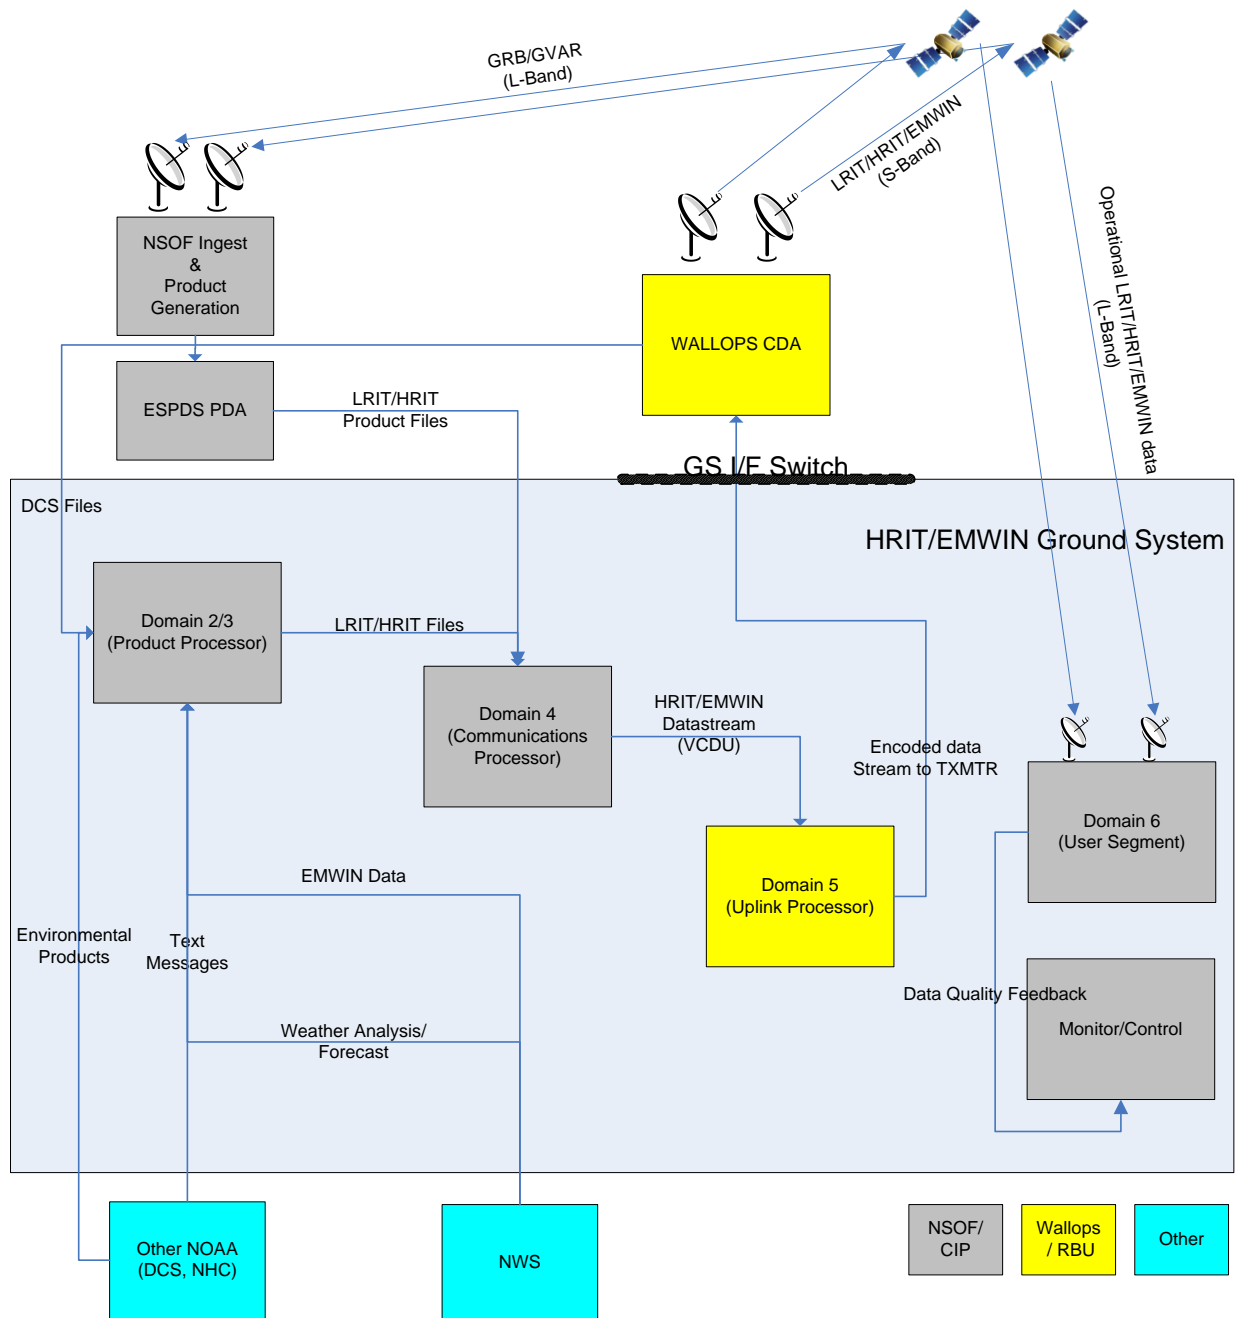 GRB/GVAR
(L-Band)
LRIT/HRIT/EMWIN
(S-Band)
Operational LRIT/HRIT/EMWIN data
(L-Band)
NSOF Ingest
&
Product
Generation
WALLOPS CDA
ESPDS PDA
LRIT/HRIT
Product Files
GS I/F Switch
DCS Files
HRIT/EMWIN Ground System
Domain 2/3
(Product Processor)
LRIT/HRIT Files
Domain 4
(Communications
Processor)
HRIT/EMWIN
Datastream
(VCDU)
Encoded data
Stream to TXMTR
Domain 6
(User Segment)
Domain 5
(Uplink Processor)
EMWIN Data
Environmental
Products
Text
Messages
Data Quality Feedback
Monitor/Control
Weather Analysis/
Forecast
Other NOAA
(DCS, NHC)
NWS
NSOF/
CIP
Wallops
/ RBU
Other